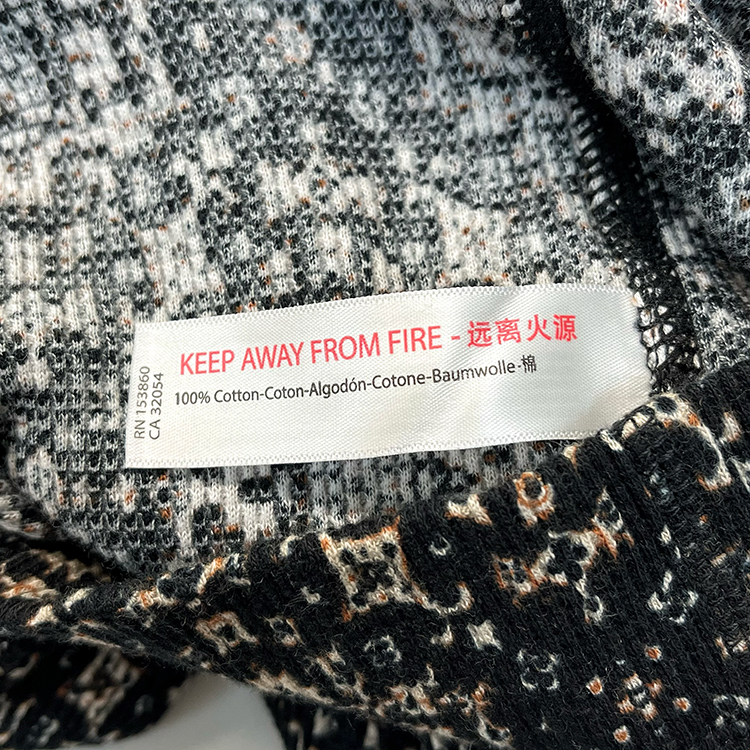 KEEP AWAY FROM FIRE - 远离火源
100% Cotton-Coton-Algodón-Cotone-Baumwolle-棉
RN 153860
CA 32054